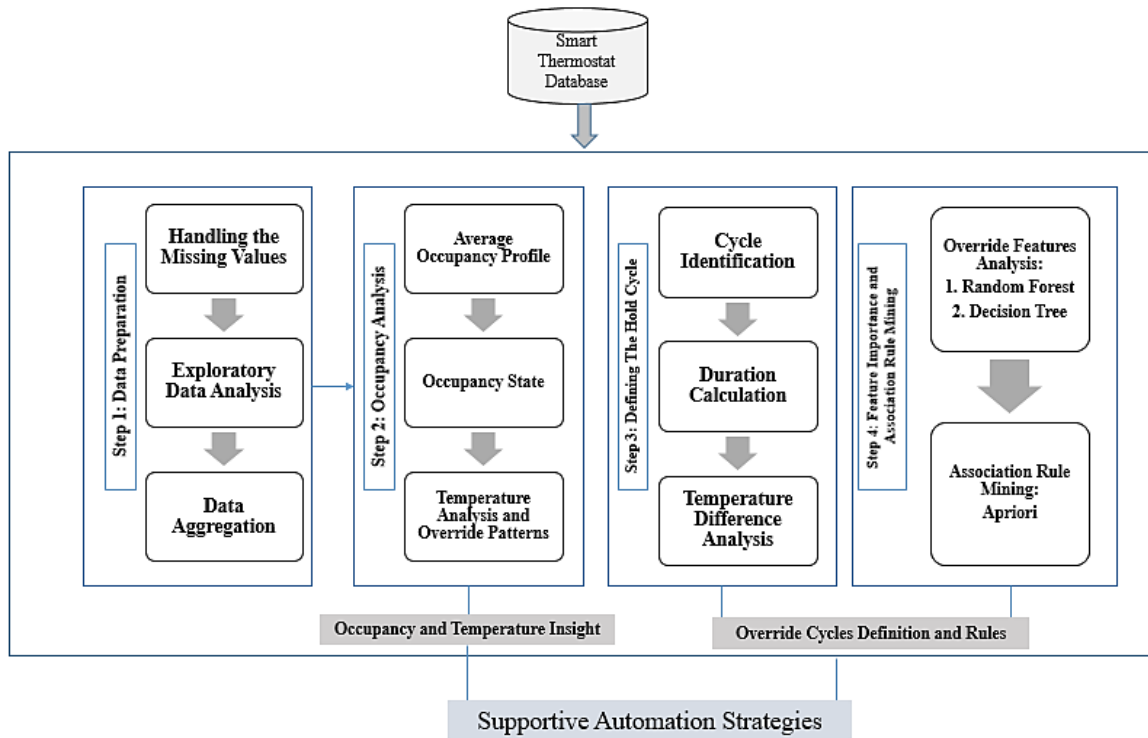 Smart
Thermostat
Database
Step 1: Data Preparation
Handling the
Missing Values
Exploratory
Data Analysis
Data
Aggregation
Step 2: Occupancy Analysis
Average
Occupancy Profile
Occupancy State
Temperature
Analysis and
Override Patterns
Step 3: Defining The Hold Cycle
Cycle
Identification
Duration
Calculation
Temperature
Difference
Analysis
Step 4: Feature Importance and
Association Rule Mining
Override Features
Analysis:
1. Random Forest
2. Decision Tree
Association Rule
Mining:
Apriori
Occupancy and Temperature Insight
Override Cycles Definition and Rules
Supportive Automation Strategies